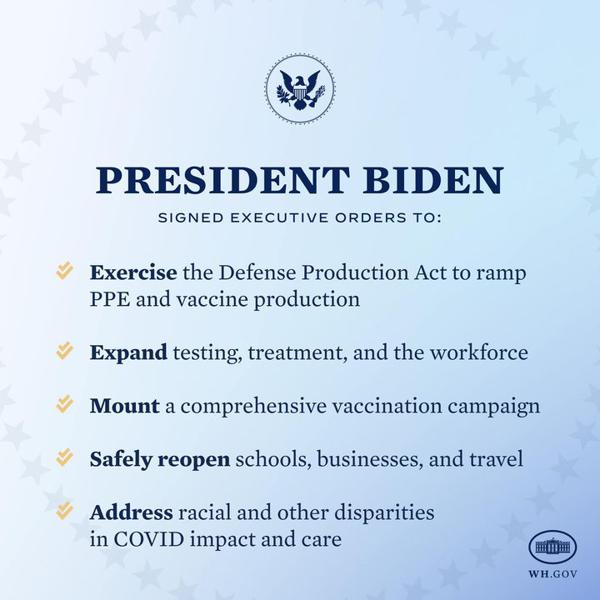 PRESIDENT BIDEN
SIGNED EXECUTIVE ORDERS TO:
Exercise the Defense Production Act to ramp
PPE and vaccine production
Expand testing, treatment, and the workforce
Mount a comprehensive vaccination campaign
Safely reopen schools, businesses, and travel
Address racial and other disparities
in COVID impact and care
WH.GOV